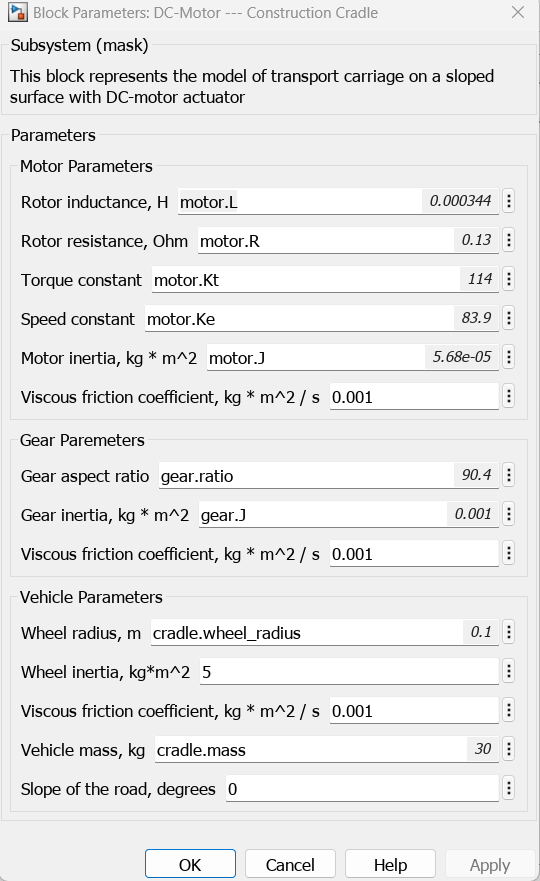 Block Parameters: DC-Motor --- Construction Cradle
Subsystem (mask)
This block represents the model of transport carriage on a sloped
surface with DC-motor actuator
Parameters
Motor Parameters
Rotor inductance, H motor.L 0.000344
Rotor resistance, Ohm motor.R 0.13
Torque constant motor.Kt 114
Speed constant motor.Ke 83.9
Motor inertia, kg * m^2 motor.J 5.68e-05
Viscous friction coefficient, kg * m^2 / s 0.001
Gear Paremeters
Gear aspect ratio gear.ratio 90.4
Gear inertia, kg * m^2 gear.J 0.001
Viscous friction coefficient, kg * m^2 / s 0.001
Vehicle Parameters
Wheel radius, m cradle.wheel_radius 0.1
Wheel inertia, kg*m^2 5
Viscous friction coefficient, kg * m^2 / s 0.001
Vehicle mass, kg cradle.mass 30
Slope of the road, degrees 0
OK Cancel Help Apply